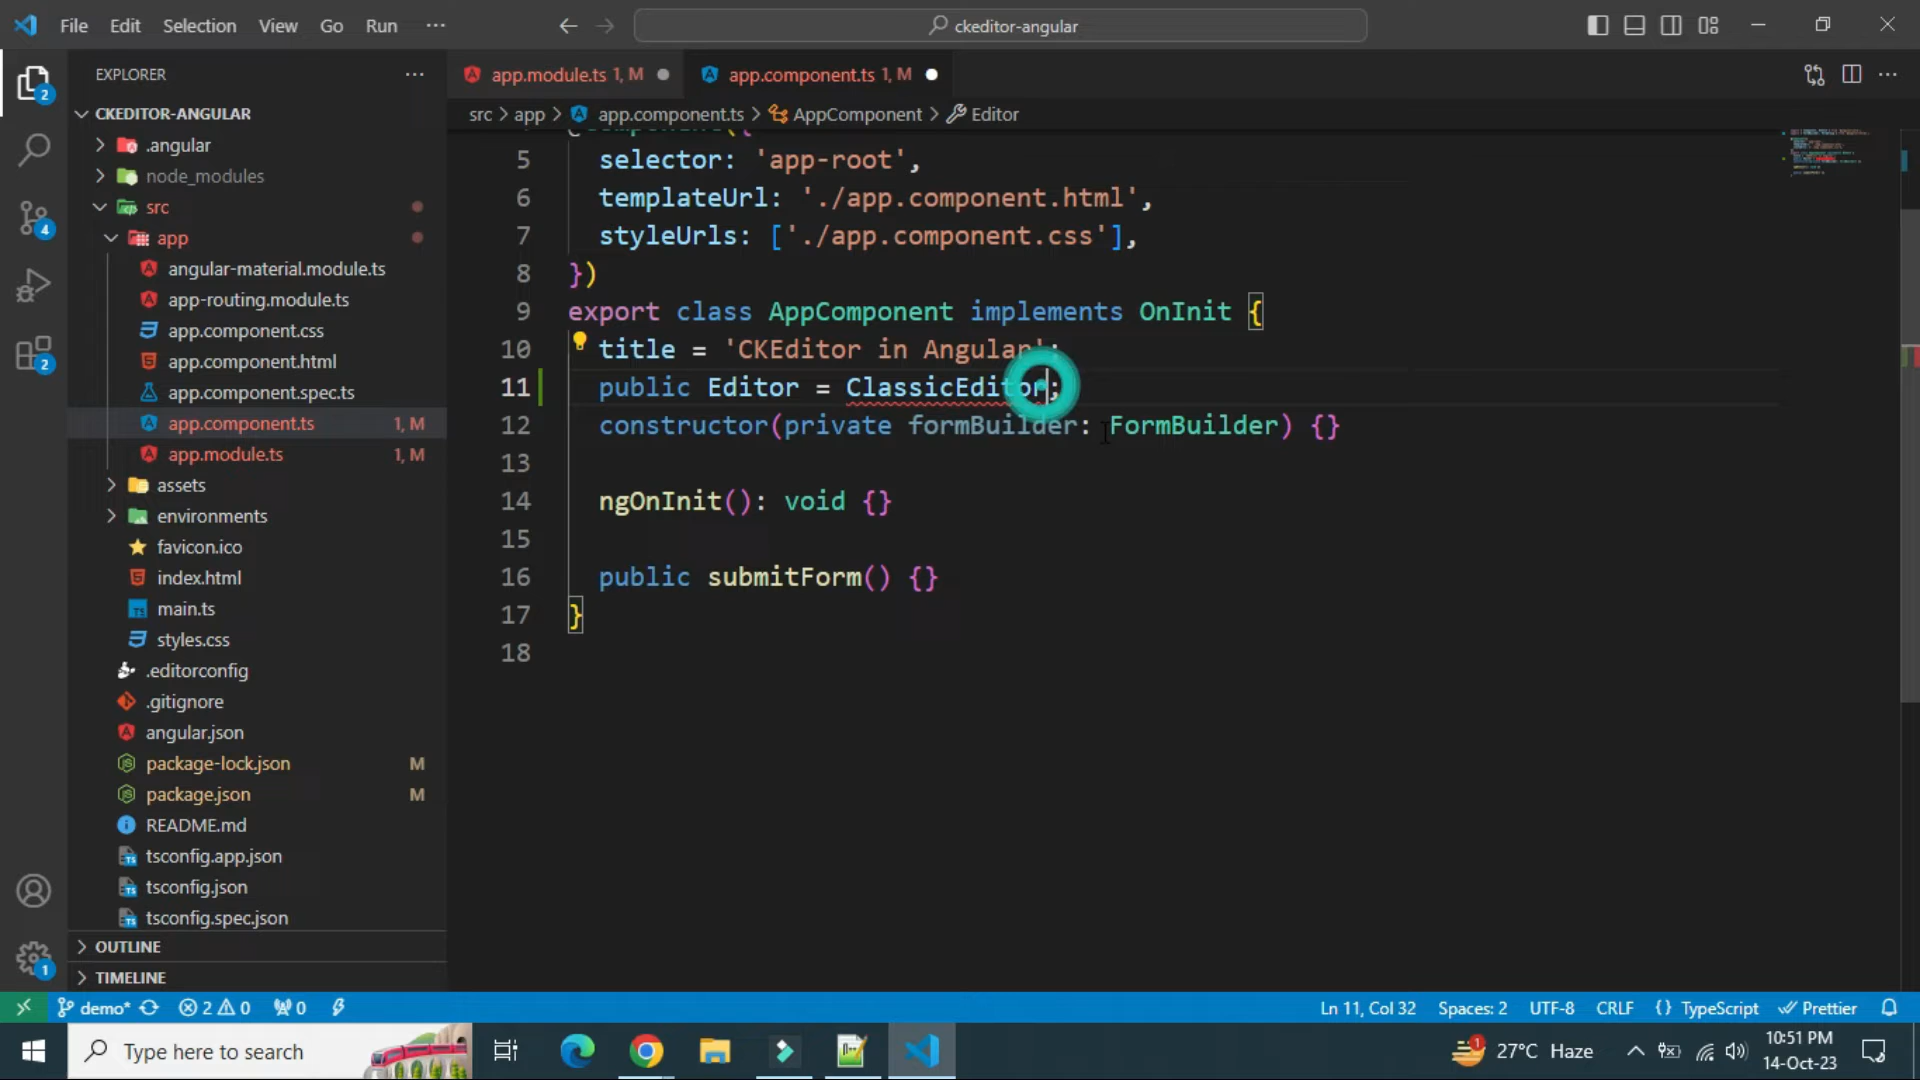 File Edit Selection View Go Run ···
ckeditor-angular
EXPLORER
app.module.ts 1, M
app.component.ts 1, M
src > app > app.component.ts > AppComponent > Editor
CKEDITOR-ANGULAR
.angular
node_modules
src
app
angular-material.module.ts
app-routing.module.ts
app.component.css
app.component.html
app.component.spec.ts
app.component.ts 1, M
app.module.ts 1, M
assets
environments
favicon.ico
index.html
main.ts
styles.css
.editorconfig
.gitignore
angular.json
package-lock.json M
package.json M
README.md
tsconfig.app.json
tsconfig.json
tsconfig.spec.json
OUTLINE
TIMELINE
2
4
2
1
5 selector: 'app-root',
6 templateUrl: './app.component.html',
7 styleUrls: ['./app.component.css'],
8 })
9 export class AppComponent implements OnInit {
10 title = 'CKEditor in Angular';
11 public Editor = ClassicEditor;
12 constructor(private formBuilder: FormBuilder) {}
13
14 ngOnInit(): void {}
15
16 public submitForm() {}
17 }
18
demo* 2 0 0 Ln 11, Col 32 Spaces: 2 UTF-8 CRLF {} TypeScript Prettier
Type here to search
1 27°C Haze
10:51 PM
14-Oct-23